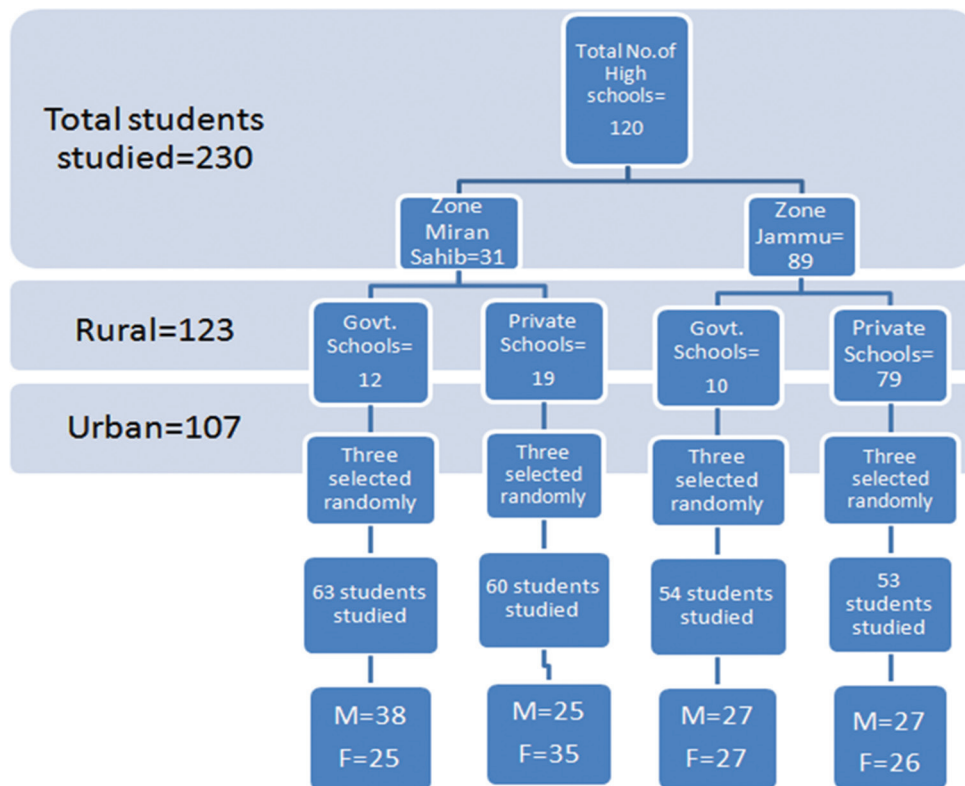 Total No.of
High
schools=
120
Total students
studied=230
Zone
Miran
Sahib=31
Zone
Jammu=
89
Rural=123
Govt.
Schools=
12
Private
Schools=
19
Govt.
Schools=
10
Private
Schools=
79
Urban=107
Three
selected
randomly
Three
selected
randomly
Three
selected
randomly
Three
selected
randomly
63 students
studied
60 students
studied
54 students
studied
53
students
studied
M=38
F=25
M=25
F=35
M=27
F=27
M=27
F=26